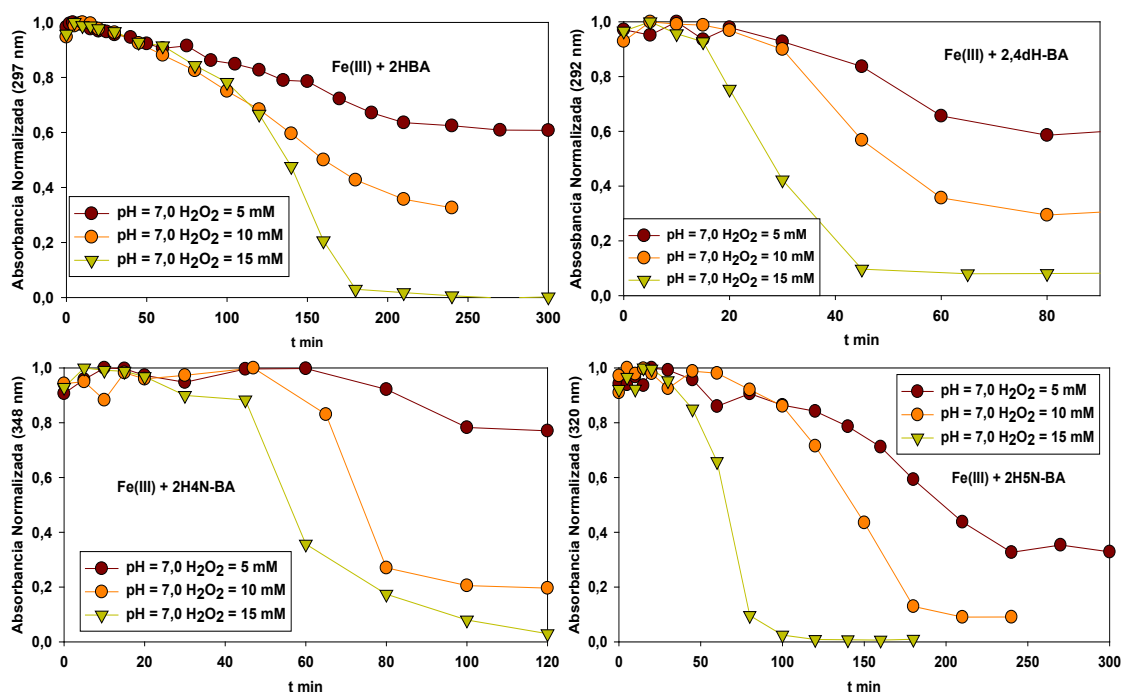 Absorbancia Normalizada (297 nm)
1,0
0,8
0,6
0,4
0,2
0,0
Fe(III) + 2HBA
pH = 7,0 H₂O₂ = 5 mM
pH = 7,0 H₂O₂ = 10 mM
pH = 7,0 H₂O₂ = 15 mM
0 50 100 150 200 250 300
t min
Absosbancia Normalizada (292 nm)
1,0
0,8
0,6
0,4
0,2
0,0
Fe(III) + 2,4dH-BA
pH = 7,0 H₂O₂ = 5 mM
pH = 7,0 H₂O₂ = 10 mM
pH = 7,0 H₂O₂ = 15 mM
0 20 40 60 80
t min
Absorbancia Normalizada (348 nm)
1,0
0,8
0,6
0,4
0,2
0,0
Fe(III) + 2H4N-BA
pH = 7,0 H₂O₂ = 5 mM
pH = 7,0 H₂O₂ = 10 mM
pH = 7,0 H₂O₂ = 15 mM
0 20 40 60 80 100 120
t min
Absorbancia Normalizada (320 nm)
1,0
0,8
0,6
0,4
0,2
0,0
pH = 7,0 H₂O₂ = 5 mM
pH = 7,0 H₂O₂ = 10 mM
pH = 7,0 H₂O₂ = 15 mM
Fe(III) + 2H5N-BA
0 50 100 150 200 250 300
t min